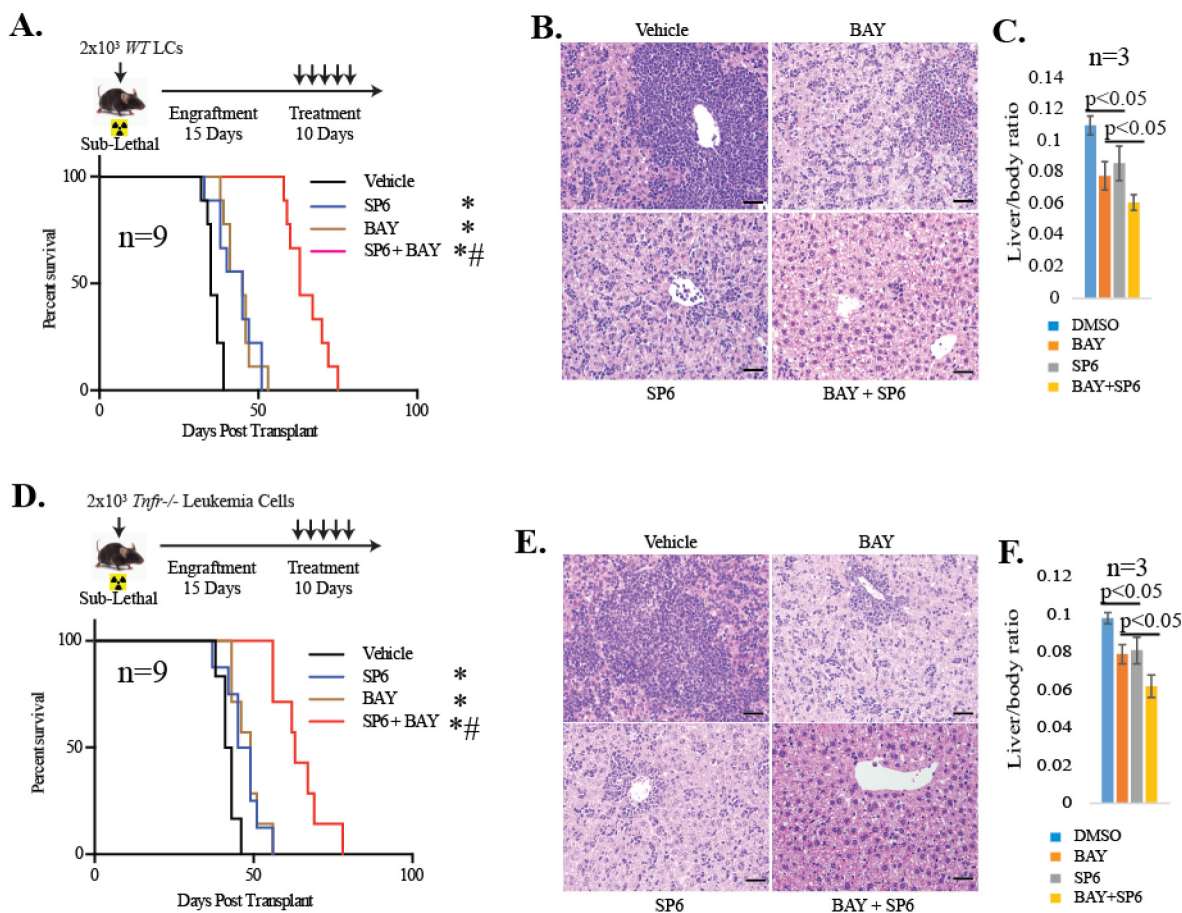 A.
2x10³ WT LCs
Sub-Lethal
Engraftment
15 Days
Treatment
10 Days
Percent survival
100
50
0
n=9
Vehicle
SP6 *
BAY *
SP6 + BAY *#
0 50 100
Days Post Transplant
B.
Vehicle BAY
SP6 BAY + SP6
C.
n=3
Liver/body ratio
0.14
0.12
0.1
0.08
0.06
0.04
0.02
0
p<0.05
p<0.05
DMSO
BAY
SP6
BAY+SP6
D.
2x10³ Tnfr-/- Leukemia Cells
Sub-Lethal
Engraftment
15 Days
Treatment
10 Days
Percent survival
100
50
0
n=9
Vehicle
SP6 *
BAY *
SP6 + BAY *#
0 50 100
Days Post Transplant
E.
Vehicle BAY
SP6 BAY + SP6
F.
n=3
Liver/body ratio
0.12
0.1
0.08
0.06
0.04
0.02
0
p<0.05
p<0.05
DMSO
BAY
SP6
BAY+SP6